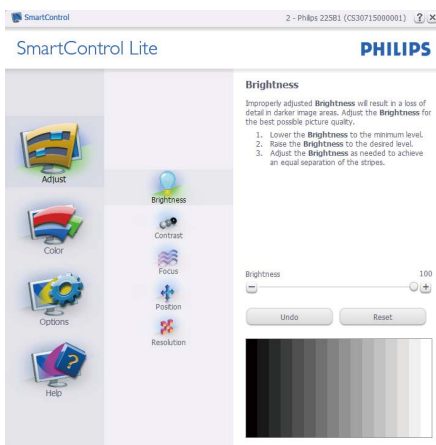 SmartControl
2 - Philips 225B1 (CS30715000001)
SmartControl Lite
PHILIPS
Adjust
Color
Options
Help
Brightness
Contrast
Focus
Position
Resolution
Brightness
Improperly adjusted Brightness will result in a loss of
detail in darker image areas. Adjust the Brightness for
the best possible picture quality.
1. Lower the Brightness to the minimum level.
2. Raise the Brightness to the desired level.
3. Adjust the Brightness as needed to achieve
an equal separation of the stripes.
Brightness 100
Undo Reset